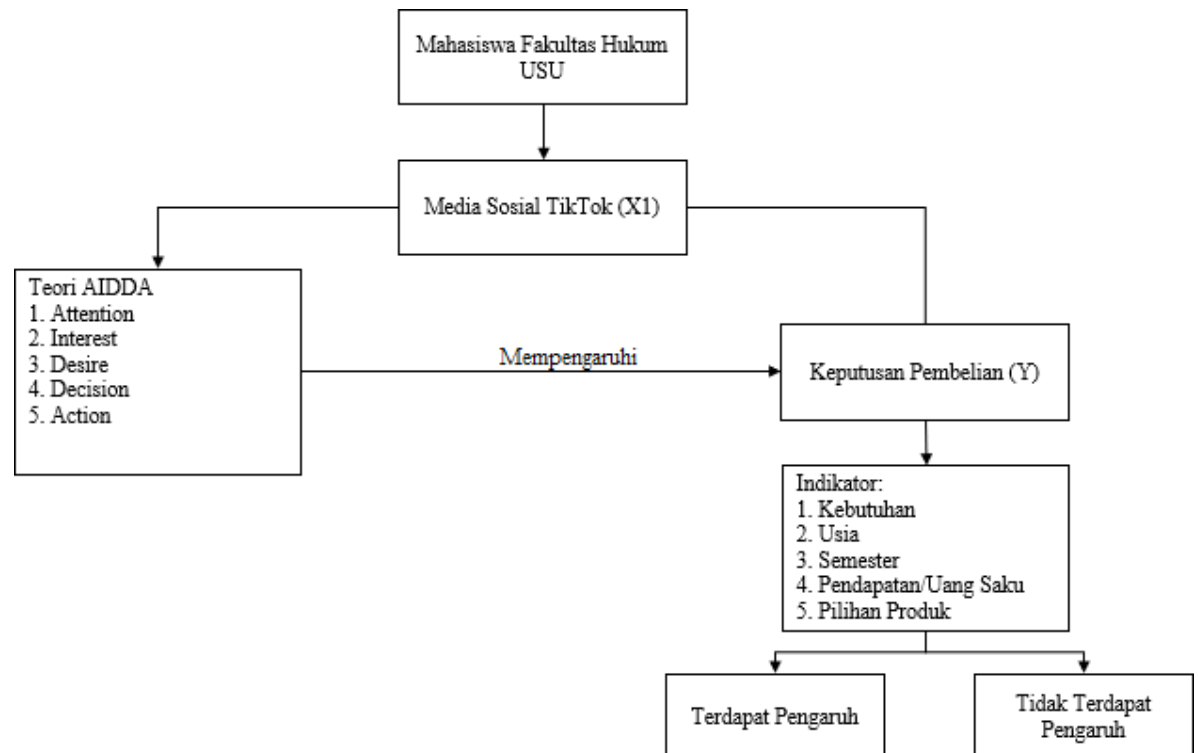 Mahasiswa Fakultas Hukum
USU
Media Sosial TikTok (X1)
Teori AIDDA
1. Attention
2. Interest
3. Desire
4. Decision
5. Action
Mempengaruhi
Keputusan Pembelian (Y)
Indikator:
1. Kebutuhan
2. Usia
3. Semester
4. Pendapatan/Uang Saku
5. Pilihan Produk
Terdapat Pengaruh
Tidak Terdapat
Pengaruh